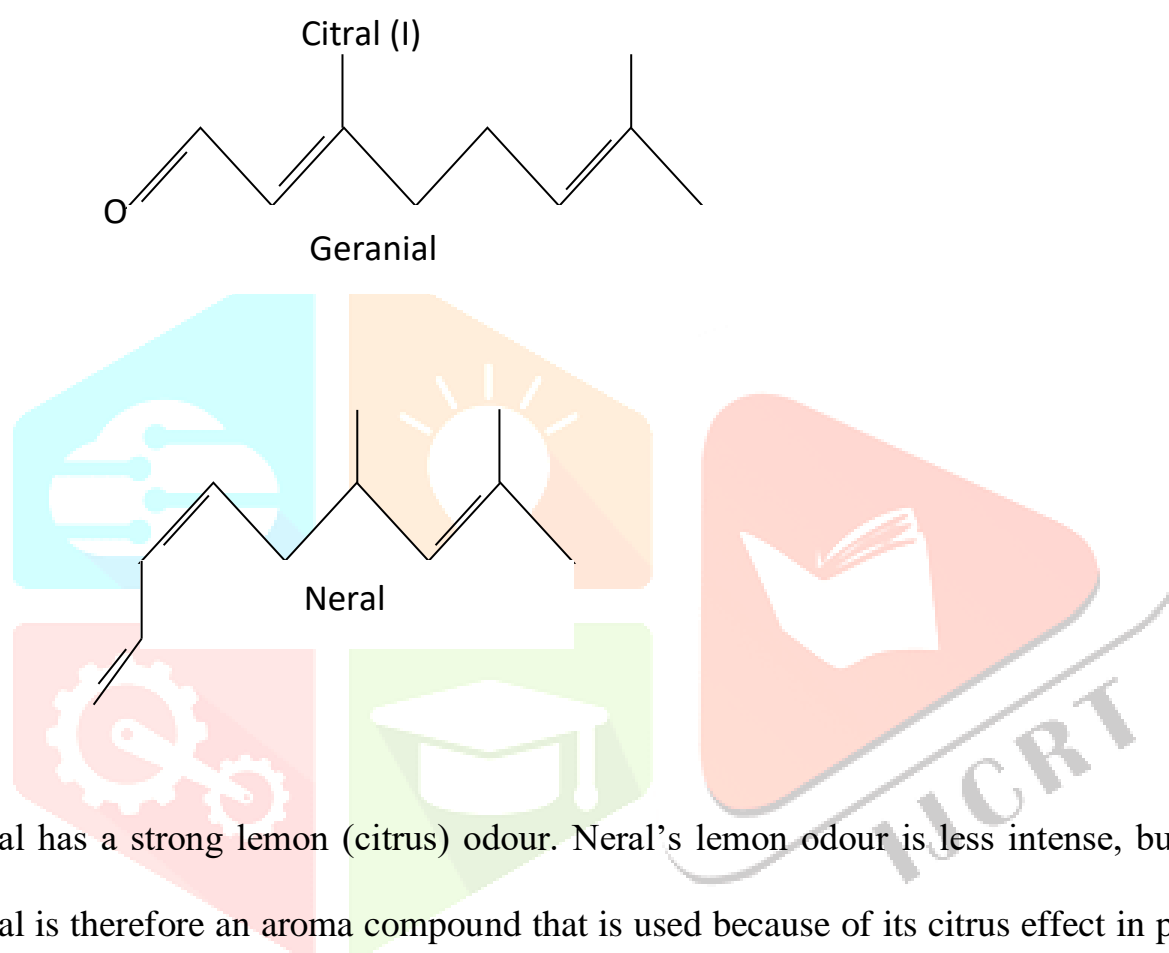 Citral (I)
O
Geranial
Neral
IJCRT
al has a strong lemon (citrus) odour. Neral’s lemon odour is less intense, bu
al is therefore an aroma compound that is used because of its citrus effect in p